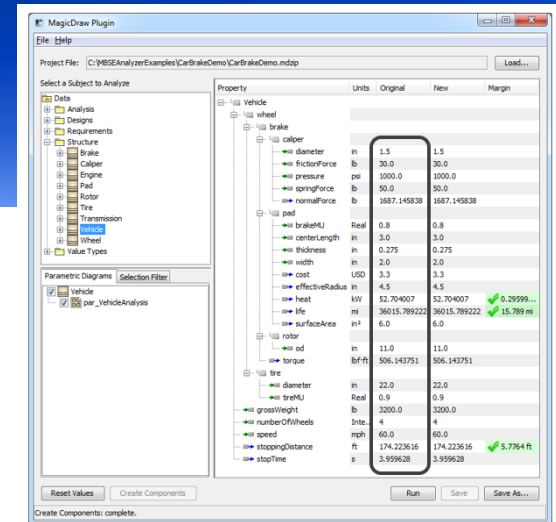 MagicDraw Plugin
File Help
Project File: C:\MBSEAnalyzerExamples\CarBrakeDemo\CarBrakeDemo.mdzip Load...
Select a Subject to Analyze
Data
Analysis
Designs
Requirements
Structure
Brake
Caliper
Engine
Pad
Rotor
Tire
Transmission
Vehicle
Wheel
Value Types
Parametric Diagrams Selection Filter
Vehicle
par_VehicleAnalysis
Property Units Original New Margin
Vehicle
wheel
brake
caliper
diameter in 1.5 1.5
frictionForce lb 30.0 30.0
pressure psi 1000.0 1000.0
springForce lb 50.0 50.0
normalForce lb 1687.145838 1687.145838
pad
brakeMU Real 0.8 0.8
centerLength in 3.0 3.0
thickness in 0.275 0.275
width in 2.0 2.0
cost USD 3.3 3.3
effectiveRadius in 4.5 4.5
heat kW 52.704007 52.704007 0.29599...
life mi 36015.789222 36015.789222 15.789 mi
surfaceArea in² 6.0 6.0
rotor
od in 11.0 11.0
torque lbf·ft 506.143751 506.143751
tire
diameter in 22.0 22.0
tireMU Real 0.9 0.9
grossWeight lb 3200.0 3200.0
numberOfWheels Inte... 4 4
speed mph 60.0 60.0
stoppingDistance ft 174.223616 174.223616 5.7764 ft
stopTime s 3.959628 3.959628
Reset Values Create Components Run Save Save As...
Create Components: complete.